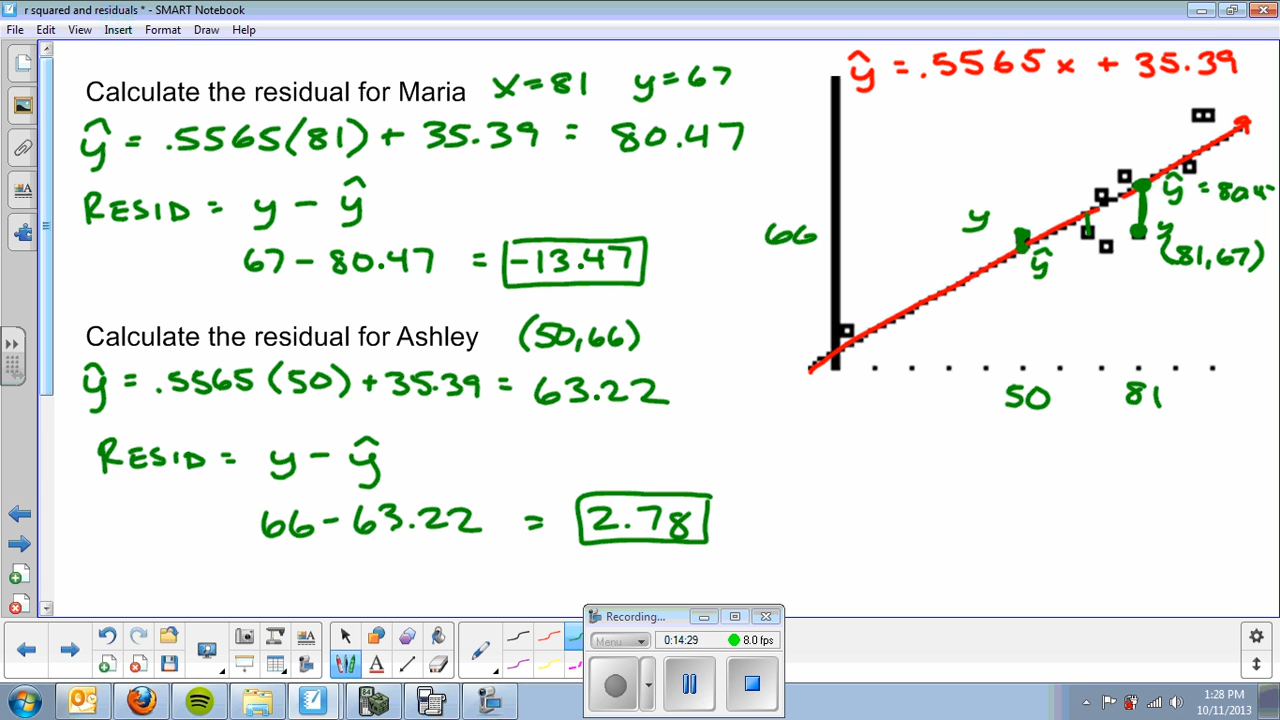 r squared and residuals * - SMART Notebook
File Edit View Insert Format Draw Help
Calculate the residual for Maria x=81 y=67
ŷ = .5565(81) + 35.39 = 80.47
RESID = y - ŷ
67 - 80.47 = -13.47
Calculate the residual for Ashley (50,66)
ŷ = .5565(50) + 35.39 = 63.22
RESID = y - ŷ
66 - 63.22 = 2.78
ŷ = .5565x + 35.39
ŷ = 80.4
y
66
ŷ
y
(81,67)
50 81
Recording...
Menu 0:14:29 8.0 fps
84
1:28 PM
10/11/2013